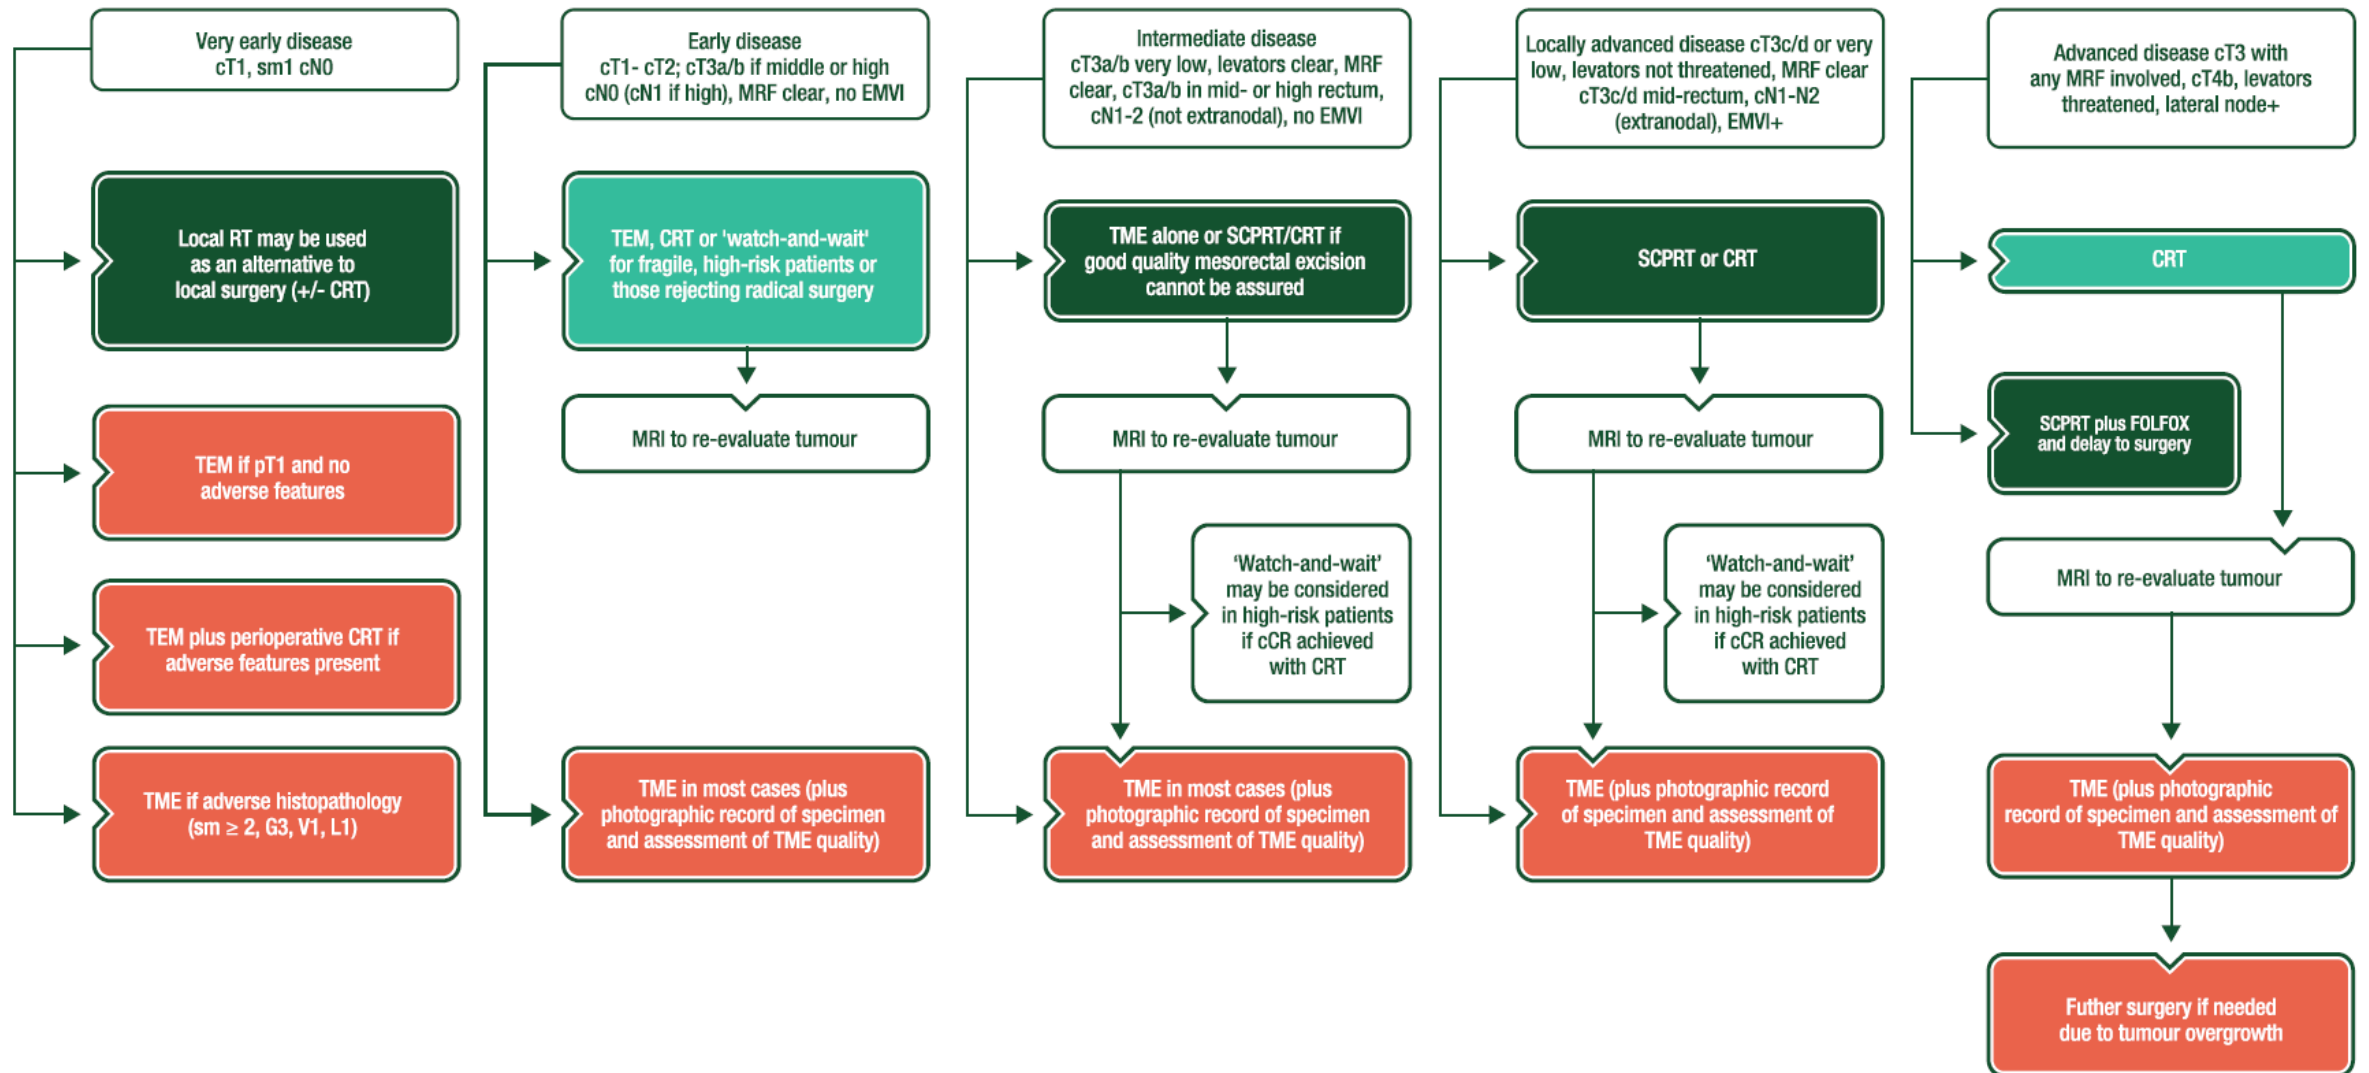 Very early disease
cT1, sm1 cN0
Local RT may be used
as an alternative to
local surgery (+/- CRT)
TEM if pT1 and no
adverse features
TEM plus perioperative CRT if
adverse features present
TME if adverse histopathology
(sm ≥ 2, G3, V1, L1)
Early disease
cT1- cT2; cT3a/b if middle or high
cN0 (cN1 if high), MRF clear, no EMVI
TEM, CRT or 'watch-and-wait'
for fragile, high-risk patients or
those rejecting radical surgery
MRI to re-evaluate tumour
TME in most cases (plus
photographic record of specimen
and assessment of TME quality)
Intermediate disease
cT3a/b very low, levators clear, MRF
clear, cT3a/b in mid- or high rectum,
cN1-2 (not extranodal), no EMVI
TME alone or SCPRT/CRT if
good quality mesorectal excision
cannot be assured
MRI to re-evaluate tumour
‘Watch-and-wait’
may be considered
in high-risk patients
if cCR achieved
with CRT
TME in most cases (plus
photographic record of specimen
and assessment of TME quality)
Locally advanced disease cT3c/d or very
low, levators not threatened, MRF clear
cT3c/d mid-rectum, cN1-N2
(extranodal), EMVI+
SCPRT or CRT
MRI to re-evaluate tumour
‘Watch-and-wait’
may be considered
in high-risk patients
if cCR achieved
with CRT
TME (plus photographic record
of specimen and assessment of
TME quality)
Advanced disease cT3 with
any MRF involved, cT4b, levators
threatened, lateral node+
CRT
SCPRT plus FOLFOX
and delay to surgery
MRI to re-evaluate tumour
TME (plus photographic
record of specimen and assessment of
TME quality)
Futher surgery if needed
due to tumour overgrowth